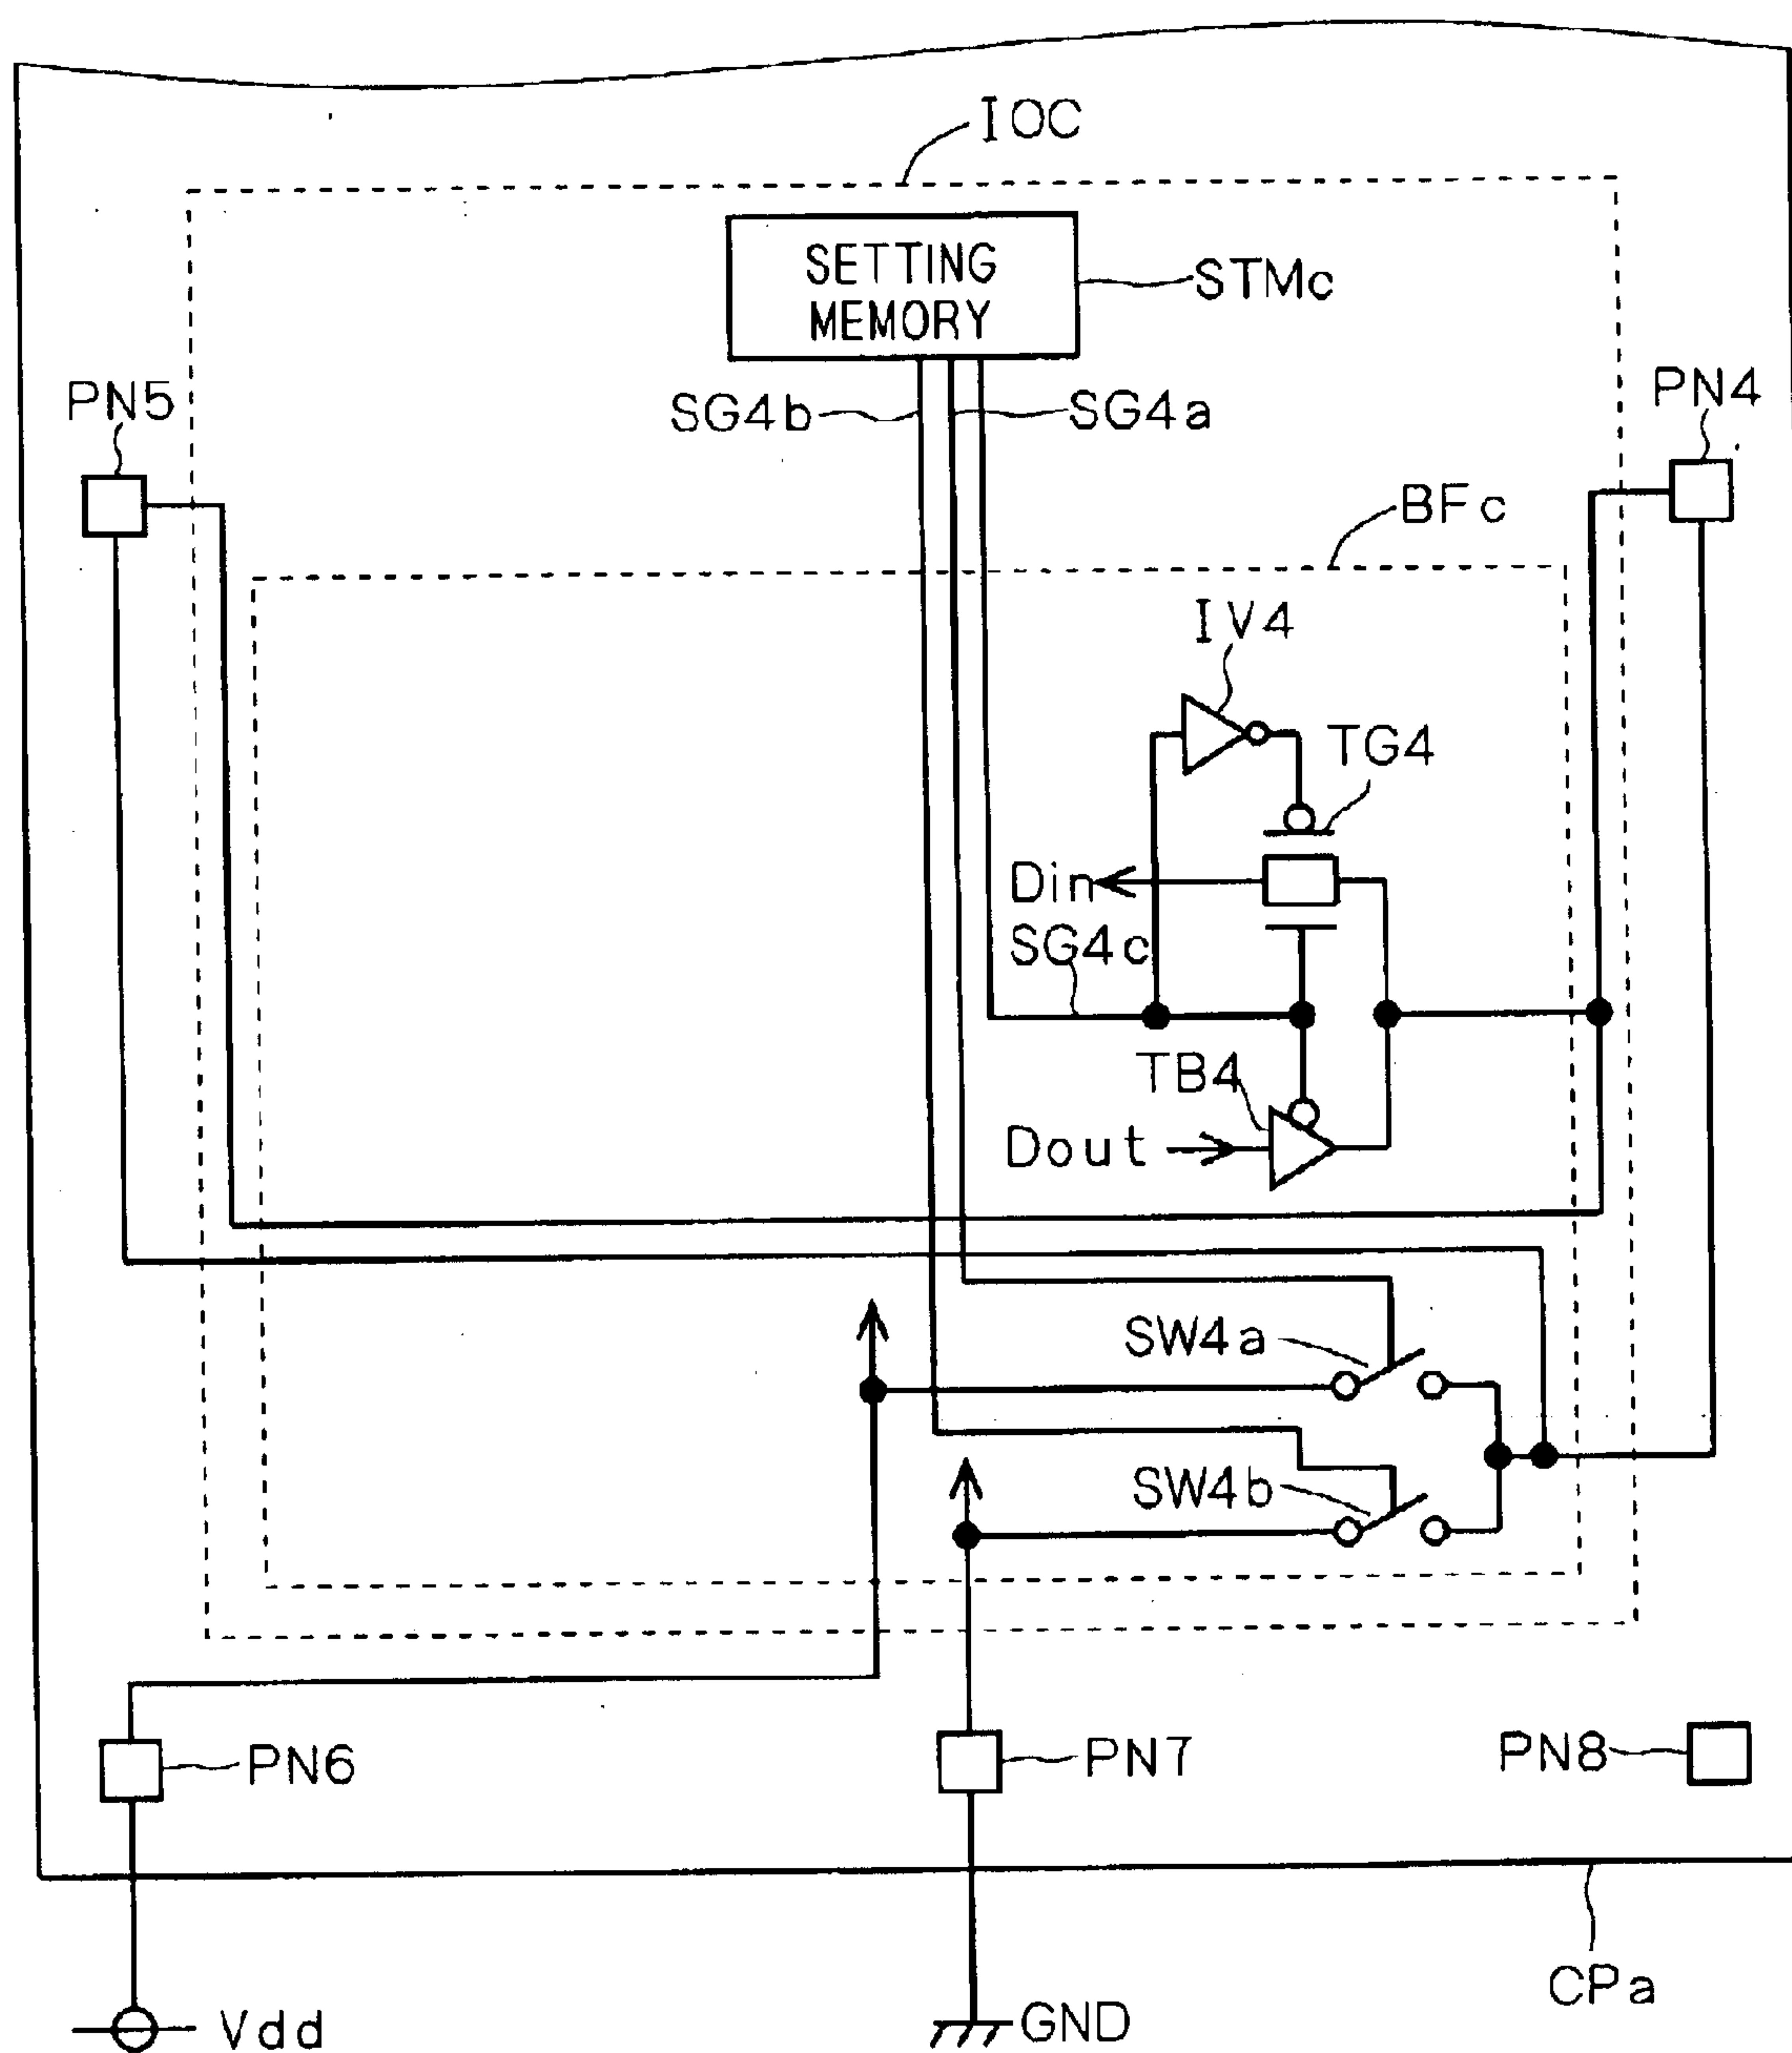 IOC
SETTING
MEMORY
STMc
PN5
SG4b
SG4a
PN4
BFc
IV4
TG4
Din
SG4c
TB4
Dout
SW4a
SW4b
PN6
PN7
PN8
CPa
Vdd
GND